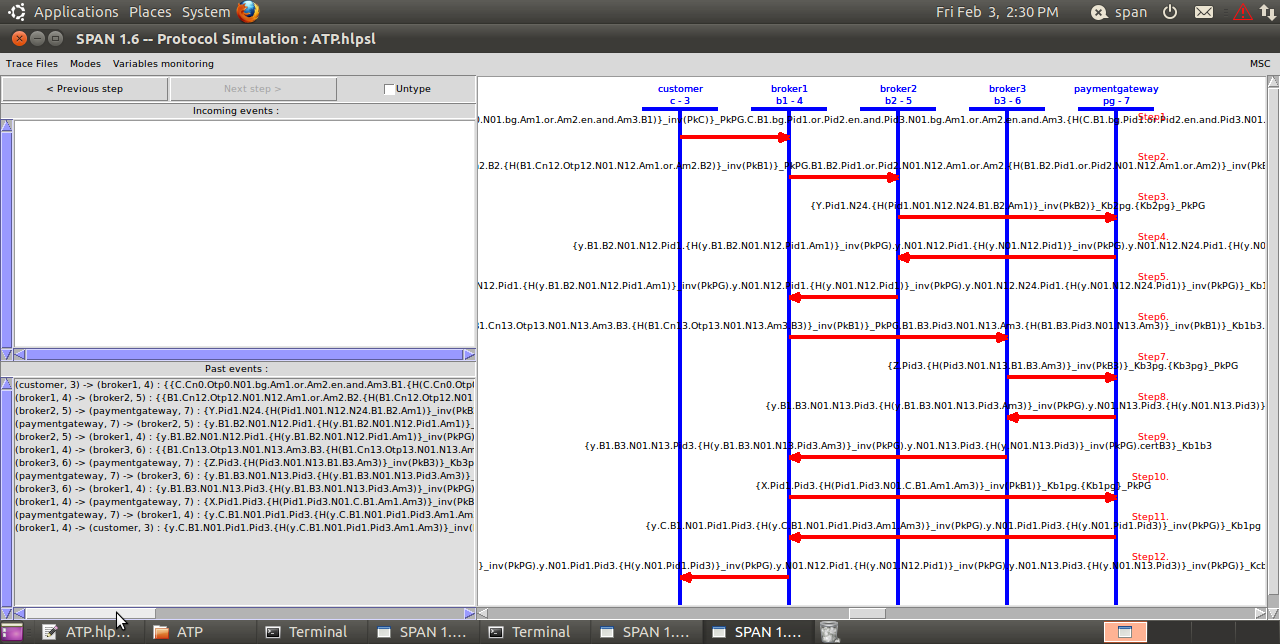 Applications Places System
Fri Feb 3, 2:30 PM
span
SPAN 1.6 -- Protocol Simulation : ATP.hlpsl
Trace Files Modes Variables monitoring
MSC
< Previous step
Next step >
Untype
Incoming events :
Past events :
(customer, 3) -> (broker1, 4) : {{C.Cn0.Otp0.N01.bg.Am1.or.Am2.en.and.Am3.B1.{H(C.Cn0.Otp
(broker1, 4) -> (broker2, 5) : {{B1.Cn12.Otp12.N01.N12.Am1.or.Am2.B2.{H(B1.Cn12.Otp12.N01
(broker2, 5) -> (paymentgateway, 7) : {Y.Pid1.N24.{H(Pid1.N01.N12.N24.B1.B2.Am1)}_inv(PkB
(paymentgateway, 7) -> (broker2, 5) : {y.B1.B2.N01.N12.Pid1.{H(y.B1.B2.N01.N12.Pid1.Am1)}_
(broker2, 5) -> (broker1, 4) : {y.B1.B2.N01.N12.Pid1.{H(y.B1.B2.N01.N12.Pid1.Am1)}_inv(PkPG)
(broker1, 4) -> (broker3, 6) : {{B1.Cn13.Otp13.N01.N13.Am3.B3.{H(B1.Cn13.Otp13.N01.N13.Am
(broker3, 6) -> (paymentgateway, 7) : {Z.Pid3.{H(Pid3.N01.N13.B1.B3.Am3)}_inv(PkB3)}_Kb3p
(paymentgateway, 7) -> (broker3, 6) : {y.B1.B3.N01.N13.Pid3.{H(y.B1.B3.N01.N13.Pid3.Am3)}_
(broker3, 6) -> (broker1, 4) : {y.B1.B3.N01.N13.Pid3.{H(y.B1.B3.N01.N13.Pid3.Am3)}_inv(PkPG)
(broker1, 4) -> (paymentgateway, 7) : {X.Pid1.Pid3.{H(Pid1.Pid3.N01.C.B1.Am1.Am3)}_inv(PkB
(paymentgateway, 7) -> (broker1, 4) : {y.C.B1.N01.Pid1.Pid3.{H(y.C.B1.N01.Pid1.Pid3.Am1.Am
(broker1, 4) -> (customer, 3) : {y.C.B1.N01.Pid1.Pid3.{H(y.C.B1.N01.Pid1.Pid3.Am1.Am3)}_inv(
customer broker1 broker2 broker3 paymentgateway
c - 3 b1 - 4 b2 - 5 b3 - 6 pg - 7
Step1.
).N01.bg.Am1.or.Am2.en.and.Am3.B1)}_inv(PkC)}_PkPG.C.B1.bg.Pid1.or.Pid2.en.and.Pid3.N01.bg.Am1.or.Am2.en.and.Am3.{H(C.B1.bg.Pid1.or.Pid2.en.and.Pid3.N01.
Step2.
m2.B2.{H(B1.Cn12.Otp12.N01.N12.Am1.or.Am2.B2)}_inv(PkB1)}_PkPG.B1.B2.Pid1.or.Pid2.N01.N12.Am1.or.Am2.{H(B1.B2.Pid1.or.Pid2.N01.N12.Am1.or.Am2)}_inv(PkB
Step3.
{Y.Pid1.N24.{H(Pid1.N01.N12.N24.B1.B2.Am1)}_inv(PkB2)}_Kb2pg.{Kb2pg}_PkPG
Step4.
{y.B1.B2.N01.N12.Pid1.{H(y.B1.B2.N01.N12.Pid1.Am1)}_inv(PkPG).y.N01.N12.Pid1.{H(y.N01.N12.Pid1)}_inv(PkPG).y.N01.N12.N24.Pid1.{H(y.N0
Step5.
N12.Pid1.{H(y.B1.B2.N01.N12.Pid1.Am1)}_inv(PkPG).y.N01.N12.Pid1.{H(y.N01.N12.Pid1)}_inv(PkPG).y.N01.N12.N24.Pid1.{H(y.N01.N12.N24.Pid1)}_inv(PkPG)}_Kb1
Step6.
31.Cn13.Otp13.N01.N13.Am3.B3.{H(B1.Cn13.Otp13.N01.N13.Am3.B3)}_inv(PkB1)}_PkPG.B1.B3.Pid3.N01.N13.Am3.{H(B1.B3.Pid3.N01.N13.Am3)}_inv(PkB1)}_Kb1b3.
Step7.
{Z.Pid3.{H(Pid3.N01.N13.B1.B3.Am3)}_inv(PkB3)}_Kb3pg.{Kb3pg}_PkPG
Step8.
{y.B1.B3.N01.N13.Pid3.{H(y.B1.B3.N01.N13.Pid3.Am3)}_inv(PkPG).y.N01.N13.Pid3.{H(y.N01.N13.Pid3)}
Step9.
{y.B1.B3.N01.N13.Pid3.{H(y.B1.B3.N01.N13.Pid3.Am3)}_inv(PkPG).y.N01.N13.Pid3.{H(y.N01.N13.Pid3)}_inv(PkPG).certB3}_Kb1b3
Step10.
{X.Pid1.Pid3.{H(Pid1.Pid3.N01.C.B1.Am1.Am3)}_inv(PkB1)}_Kb1pg.{Kb1pg}_PkPG
Step11.
{y.C.B1.N01.Pid1.Pid3.{H(y.C.B1.N01.Pid1.Pid3.Am1.Am3)}_inv(PkPG).y.N01.Pid1.Pid3.{H(y.N01.Pid1.Pid3)}_inv(PkPG)}_Kb1pg
Step12.
}_inv(PkPG).y.N01.Pid1.Pid3.{H(y.N01.Pid1.Pid3)}_inv(PkPG).y.N01.N12.Pid1.{H(y.N01.N12.Pid1)}_inv(PkPG).y.N01.N13.Pid3.{H(y.N01.N13.Pid3)}_inv(PkPG)}_Kcb
ATP.hlp... ATP Terminal SPAN 1.... Terminal SPAN 1.... SPAN 1....